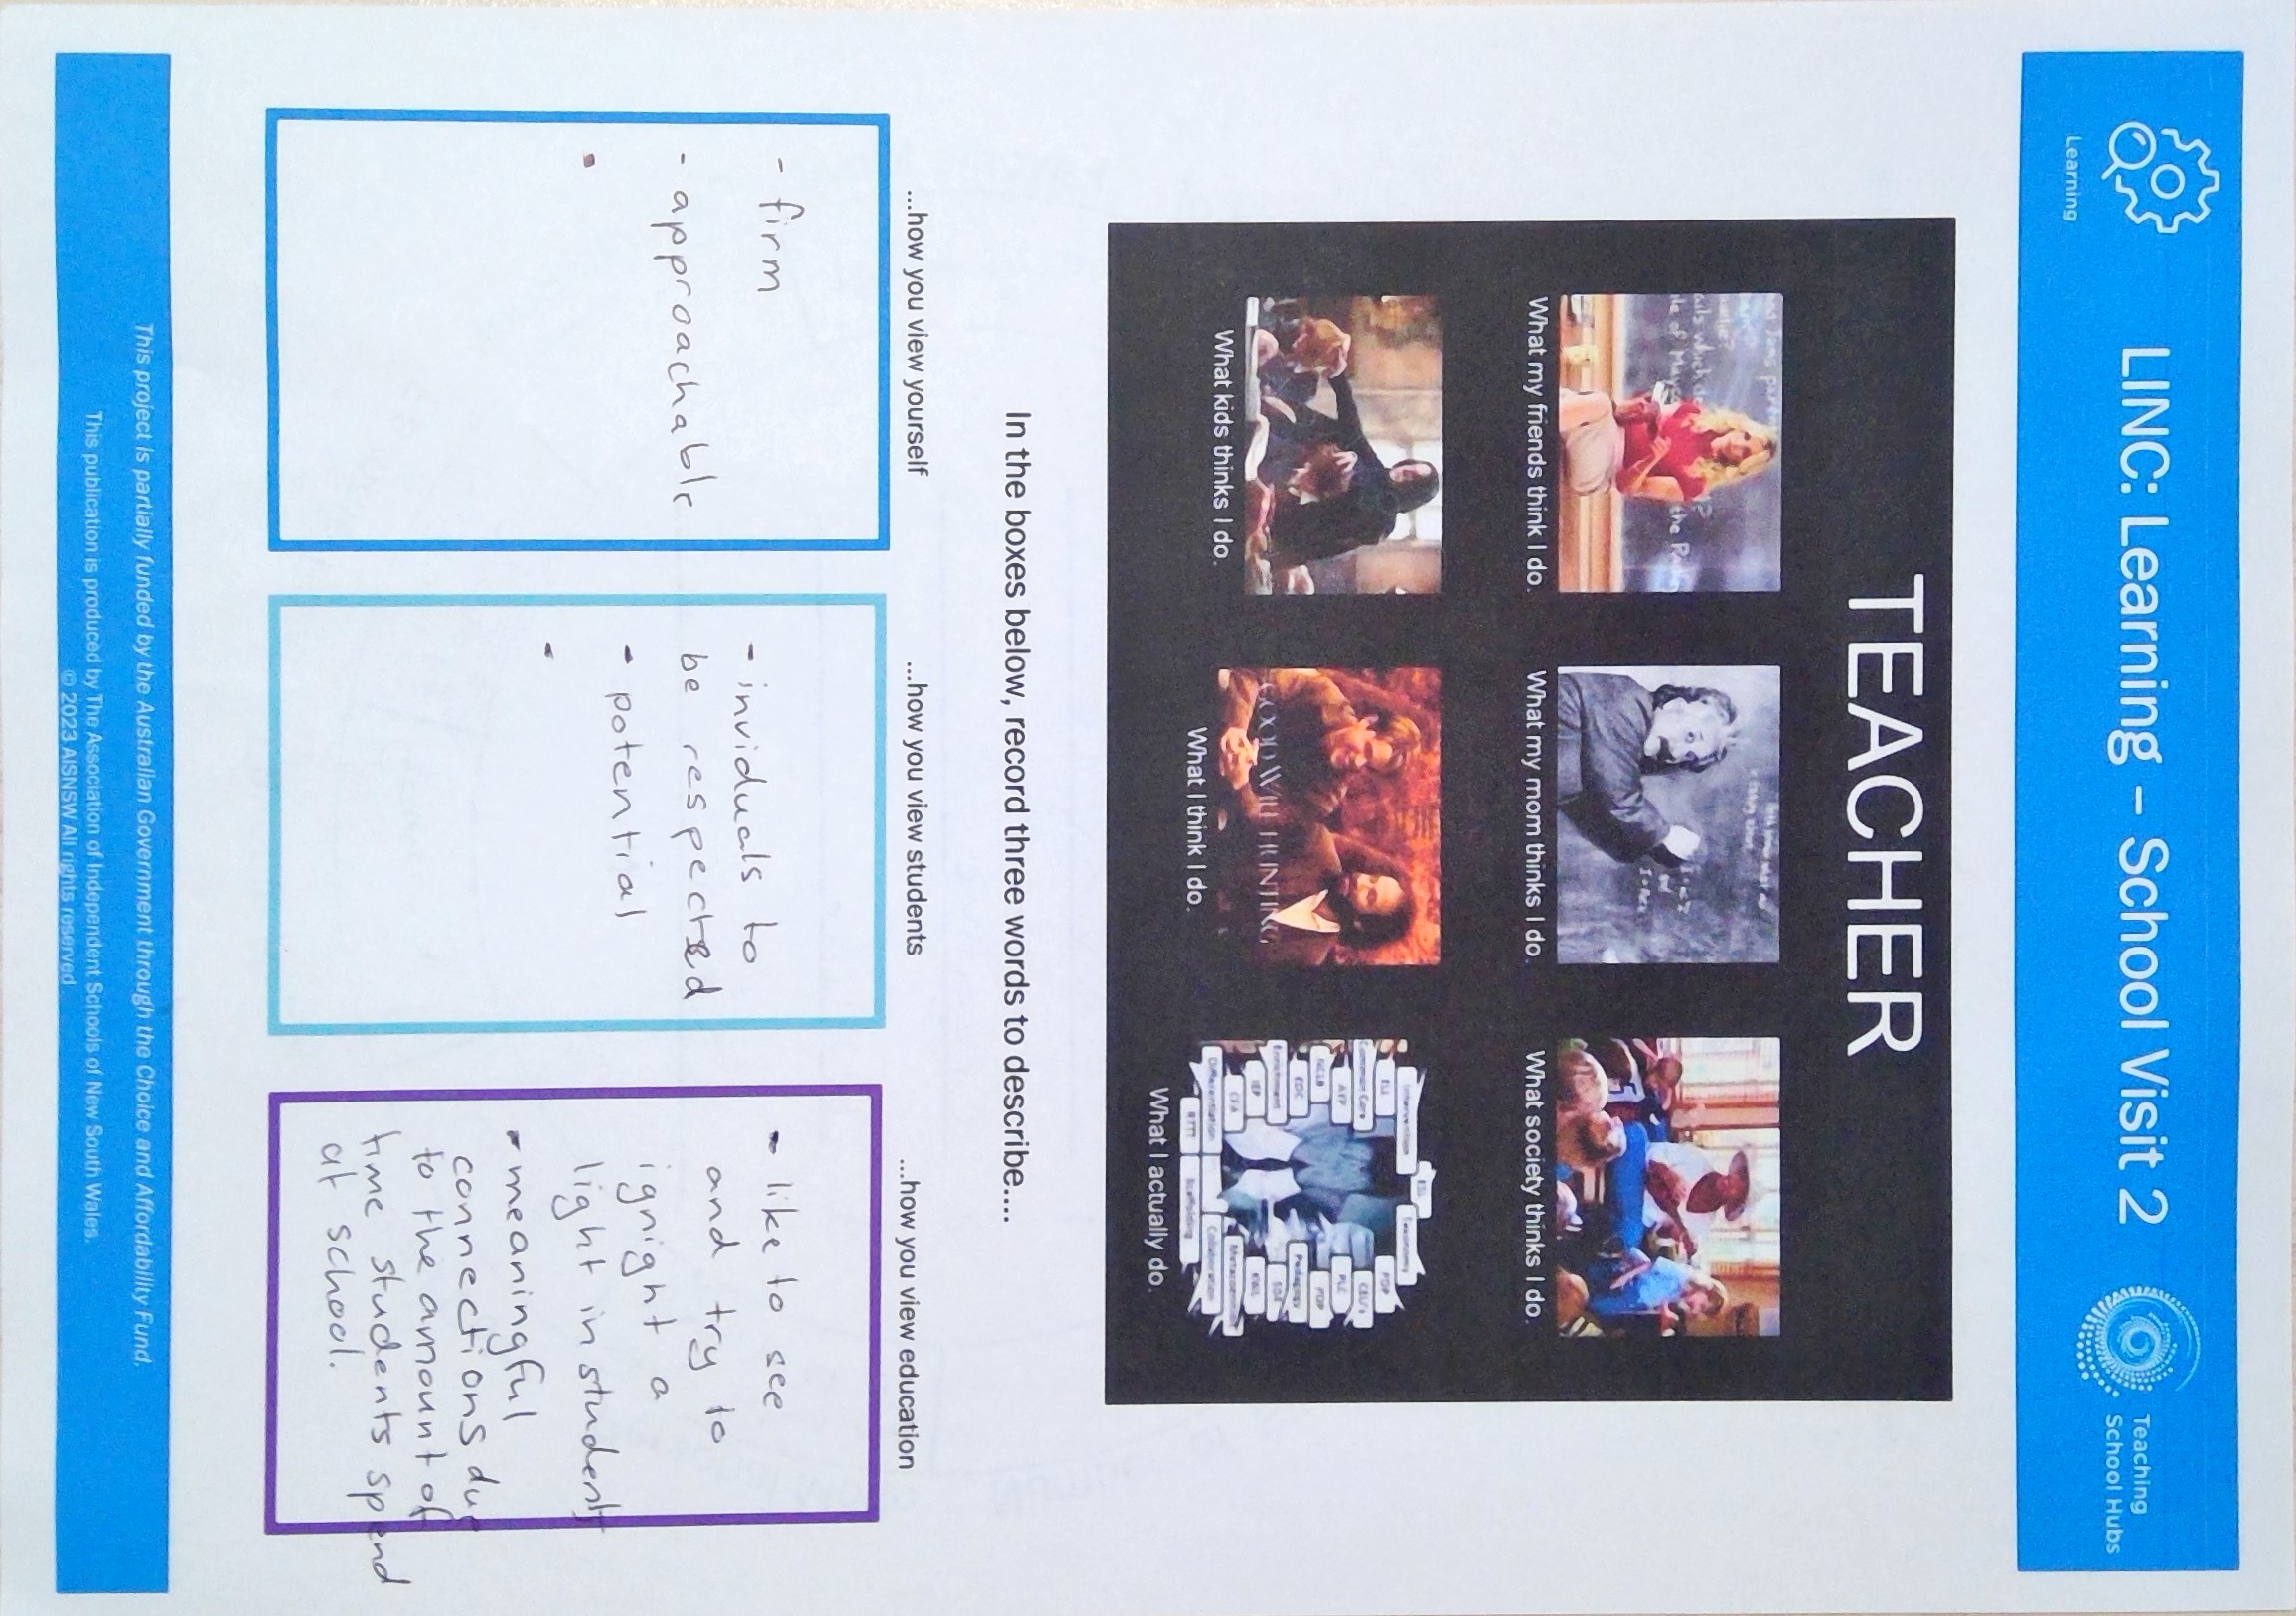 LINC: Learning – School Visit 2
Learning
Teaching
School Hubs
TEACHER
the
What my friends think I do.
What my mom thinks I do.
What society thinks I do.
What kids thinks I do.
GOOD WILL HUNTING
What I think I do.
ESL
Intervention
Taxonomy
ELL
PDP
Common Core
CEU's
AYP
PLC
NCLB
POP
EOC
Pedagogy
Enrichment
504
IEP
KWL
CFA
Differentiation
Collaboration
RTTT
Scaffolding
What I actually do.
In the boxes below, record three words to describe....
...how you view yourself
- firm
- approachable
-
...how you view students
- inviduals to
be respected
- potential
-
...how you view education
- like to see
and try to
ignight a
light in students
- meaningful
connections due
to the amount of
time students spend
at school.
This project is partially funded by the Australian Government through the Choice and Affordability Fund.
This publication is produced by The Association of Independent Schools of New South Wales.
© 2023 AISNSW All rights reserved